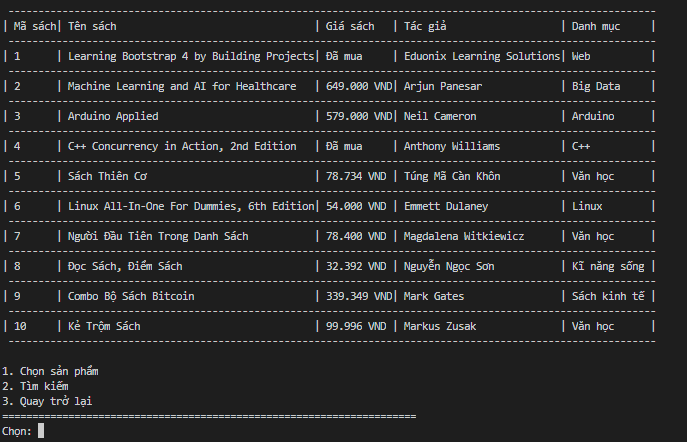 | Mã sách| Tên sách | Giá sách | Tác giả | Danh mục |
| 1 | Learning Bootstrap 4 by Building Projects| Đã mua | Eduonix Learning Solutions| Web |
| 2 | Machine Learning and AI for Healthcare | 649.000 VND| Arjun Panesar | Big Data |
| 3 | Arduino Applied | 579.000 VND| Neil Cameron | Arduino |
| 4 | C++ Concurrency in Action, 2nd Edition | Đã mua | Anthony Williams | C++ |
| 5 | Sách Thiên Cơ | 78.734 VND | Túng Mã Càn Khôn | Văn học |
| 6 | Linux All-In-One For Dummies, 6th Edition| 54.000 VND | Emmett Dulaney | Linux |
| 7 | Người Đầu Tiên Trong Danh Sách | 78.400 VND | Magdalena Witkiewicz | Văn học |
| 8 | Đọc Sách, Điểm Sách | 32.392 VND | Nguyễn Ngọc Sơn | Kĩ năng sống |
| 9 | Combo Bộ Sách Bitcoin | 339.349 VND| Mark Gates | Sách kinh tế |
| 10 | Kẻ Trộm Sách | 99.996 VND | Markus Zusak | Văn học |
1. Chọn sản phẩm
2. Tìm kiếm
3. Quay trở lại
Chọn: